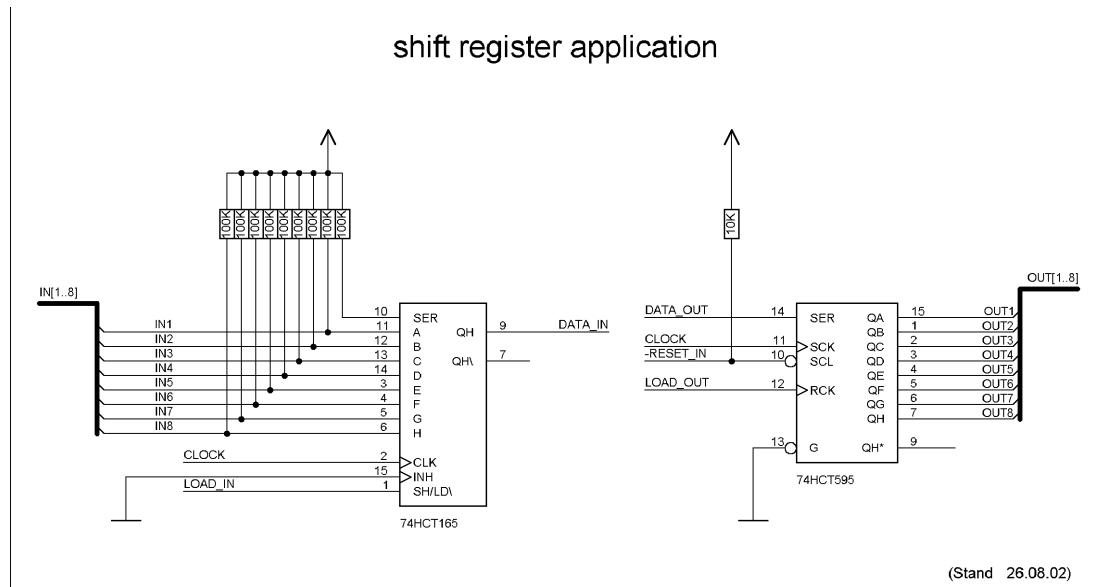 shift register application
100K
100K
100K
100K
100K
100K
100K
100K
100K
IN[1..8]
IN1
IN2
IN3
IN4
IN5
IN6
IN7
IN8
CLOCK
LOAD_IN
10 SER
11 A QH 9 DATA_IN
12 B
13 C QH\ 7
14 D
3 E
4 F
5 G
6 H
2 CLK
15 INH
1 SH/LD\
74HCT165
10K
OUT[1..8]
DATA_OUT 14 SER QA 15 OUT1
QB 1 OUT2
CLOCK 11 SCK QC 2 OUT3
-RESET_IN 10 SCL QD 3 OUT4
QE 4 OUT5
LOAD_OUT 12 RCK QF 5 OUT6
QG 6 OUT7
QH 7 OUT8
13 G QH* 9
74HCT595
(Stand 26.08.02)